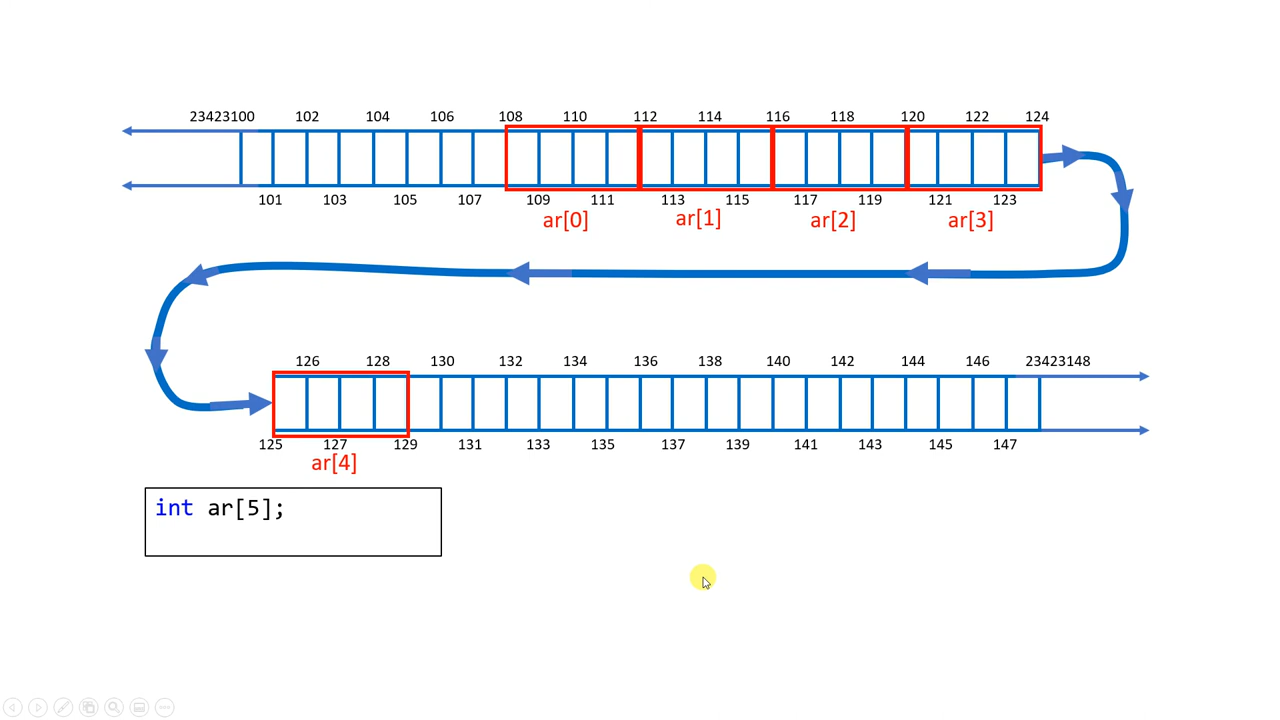 23423100 102 104 106 108 110 112 114 116 118 120 122 124
101 103 105 107 109 111 113 115 117 119 121 123
ar[0] ar[1] ar[2] ar[3]
126 128 130 132 134 136 138 140 142 144 146 23423148
125 127 129 131 133 135 137 139 141 143 145 147
ar[4]
int ar[5];